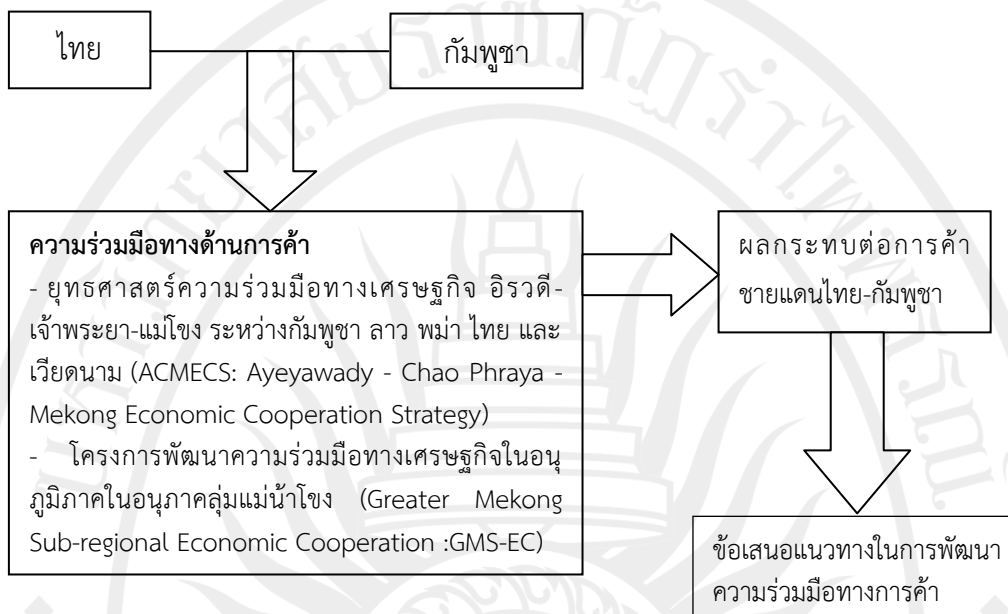 ไทย
กัมพูชา
ความร่วมมือทางด้านการค้า
- ยุทธศาสตร์ความร่วมมือทางเศรษฐกิจ อิรวดี-
เจ้าพระยา-แม่โขง ระหว่างกัมพูชา ลาว พม่า ไทย และ
เวียดนาม (ACMECS: Ayeyawady - Chao Phraya -
Mekong Economic Cooperation Strategy)
- โครงการพัฒนาความร่วมมือทางเศรษฐกิจในอนุ
ภูมิภาคในอนุภาคลุ่มแม่น้ำโขง (Greater Mekong
Sub-regional Economic Cooperation :GMS-EC)
ผลกระทบต่อการค้า
ชายแดนไทย-กัมพูชา
ข้อเสนอแนวทางในการพัฒนา
ความร่วมมือทางการค้า